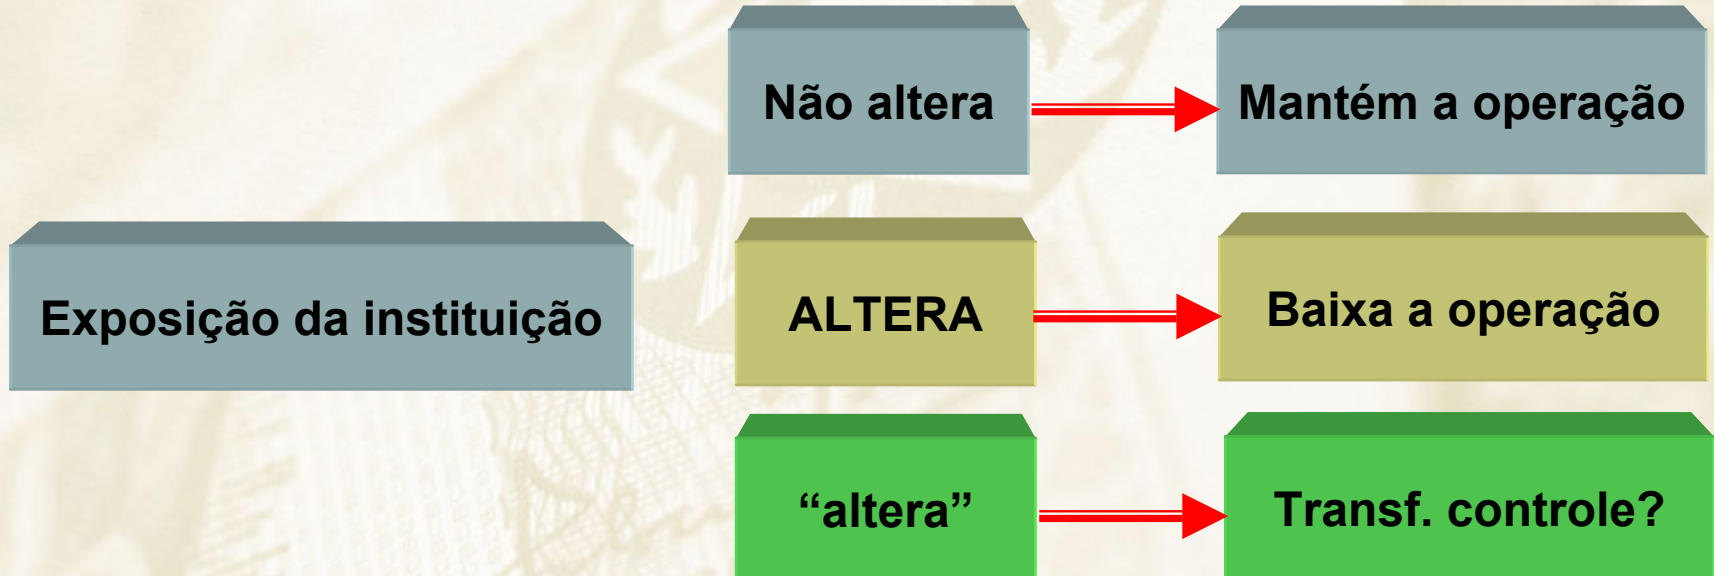 Não altera
Mantém a operação
Exposição da instituição
ALTERA
Baixa a operação
“altera”
Transf. controle?